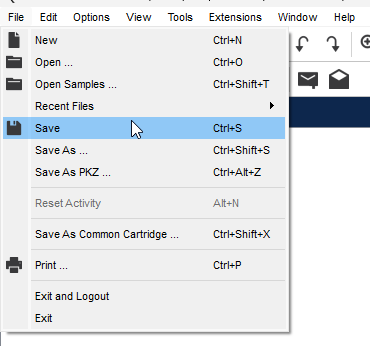 File Edit Options View Tools Extensions Window Help
New Ctrl+N
Open ... Ctrl+O
Open Samples ... Ctrl+Shift+T
Recent Files
Save Ctrl+S
Save As ... Ctrl+Shift+S
Save As PKZ ... Ctrl+Alt+Z
Reset Activity Alt+N
Save As Common Cartridge ... Ctrl+Shift+X
Print ... Ctrl+P
Exit and Logout
Exit